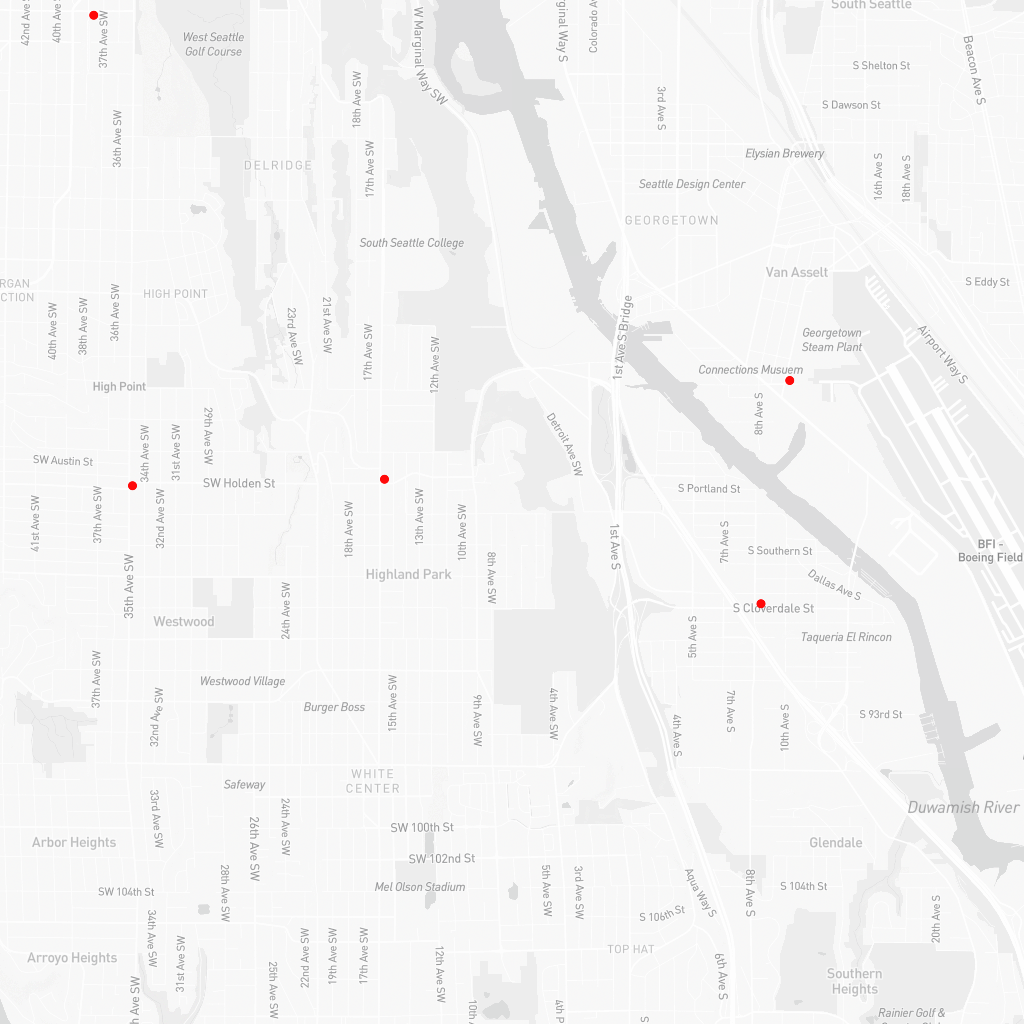 42nd Ave SW
40th Ave SW
37th Ave SW
West Seattle
Golf Course
W Marginal Way SW
Colorado Av
South Seattle
Beacon Ave S
S Shelton St
18th Ave SW
3rd Ave S
S Dawson St
36th Ave SW
17th Ave SW
Elysian Brewery
DELRIDGE
Seattle Design Center
16th Ave S
18th Ave S
GEORGETOWN
South Seattle College
Van Asselt
S Eddy St
HIGH POINT
40th Ave SW
38th Ave SW
36th Ave SW
23rd Ave SW
21st Ave SW
17th Ave SW
12th Ave SW
1st Ave S Bridge
Georgetown
Steam Plant
Airport Way S
Connections Musuem
High Point
8th Ave S
34th Ave SW
31st Ave SW
29th Ave SW
Detroit Ave SW
SW Austin St
SW Holden St
S Portland St
41st Ave SW
37th Ave SW
32nd Ave SW
18th Ave SW
13th Ave SW
10th Ave SW
1st Ave S
7th Ave S
S Southern St
BFI -
Boeing Field
35th Ave SW
Highland Park
8th Ave SW
Dallas Ave S
24th Ave SW
Westwood
S Cloverdale St
5th Ave S
Taqueria El Rincon
37th Ave SW
Westwood Village
32nd Ave SW
Burger Boss
15th Ave SW
9th Ave SW
4th Ave SW
4th Ave S
7th Ave S
10th Ave S
S 93rd St
WHITE
CENTER
Safeway
33rd Ave SW
24th Ave SW
26th Ave SW
SW 100th St
Duwamish River
Arbor Heights
Glendale
SW 102nd St
28th Ave SW
Mel Olson Stadium
5th Ave SW
3rd Ave SW
Aqua Way S
8th Ave S
S 104th St
SW 104th St
S 106th St
20th Ave S
34th Ave SW
31st Ave SW
22nd Ave SW
19th Ave SW
17th Ave SW
12th Ave SW
TOP HAT
Arroyo Heights
25th Ave SW
6th Ave S
Southern
Heights
Rainier Golf &